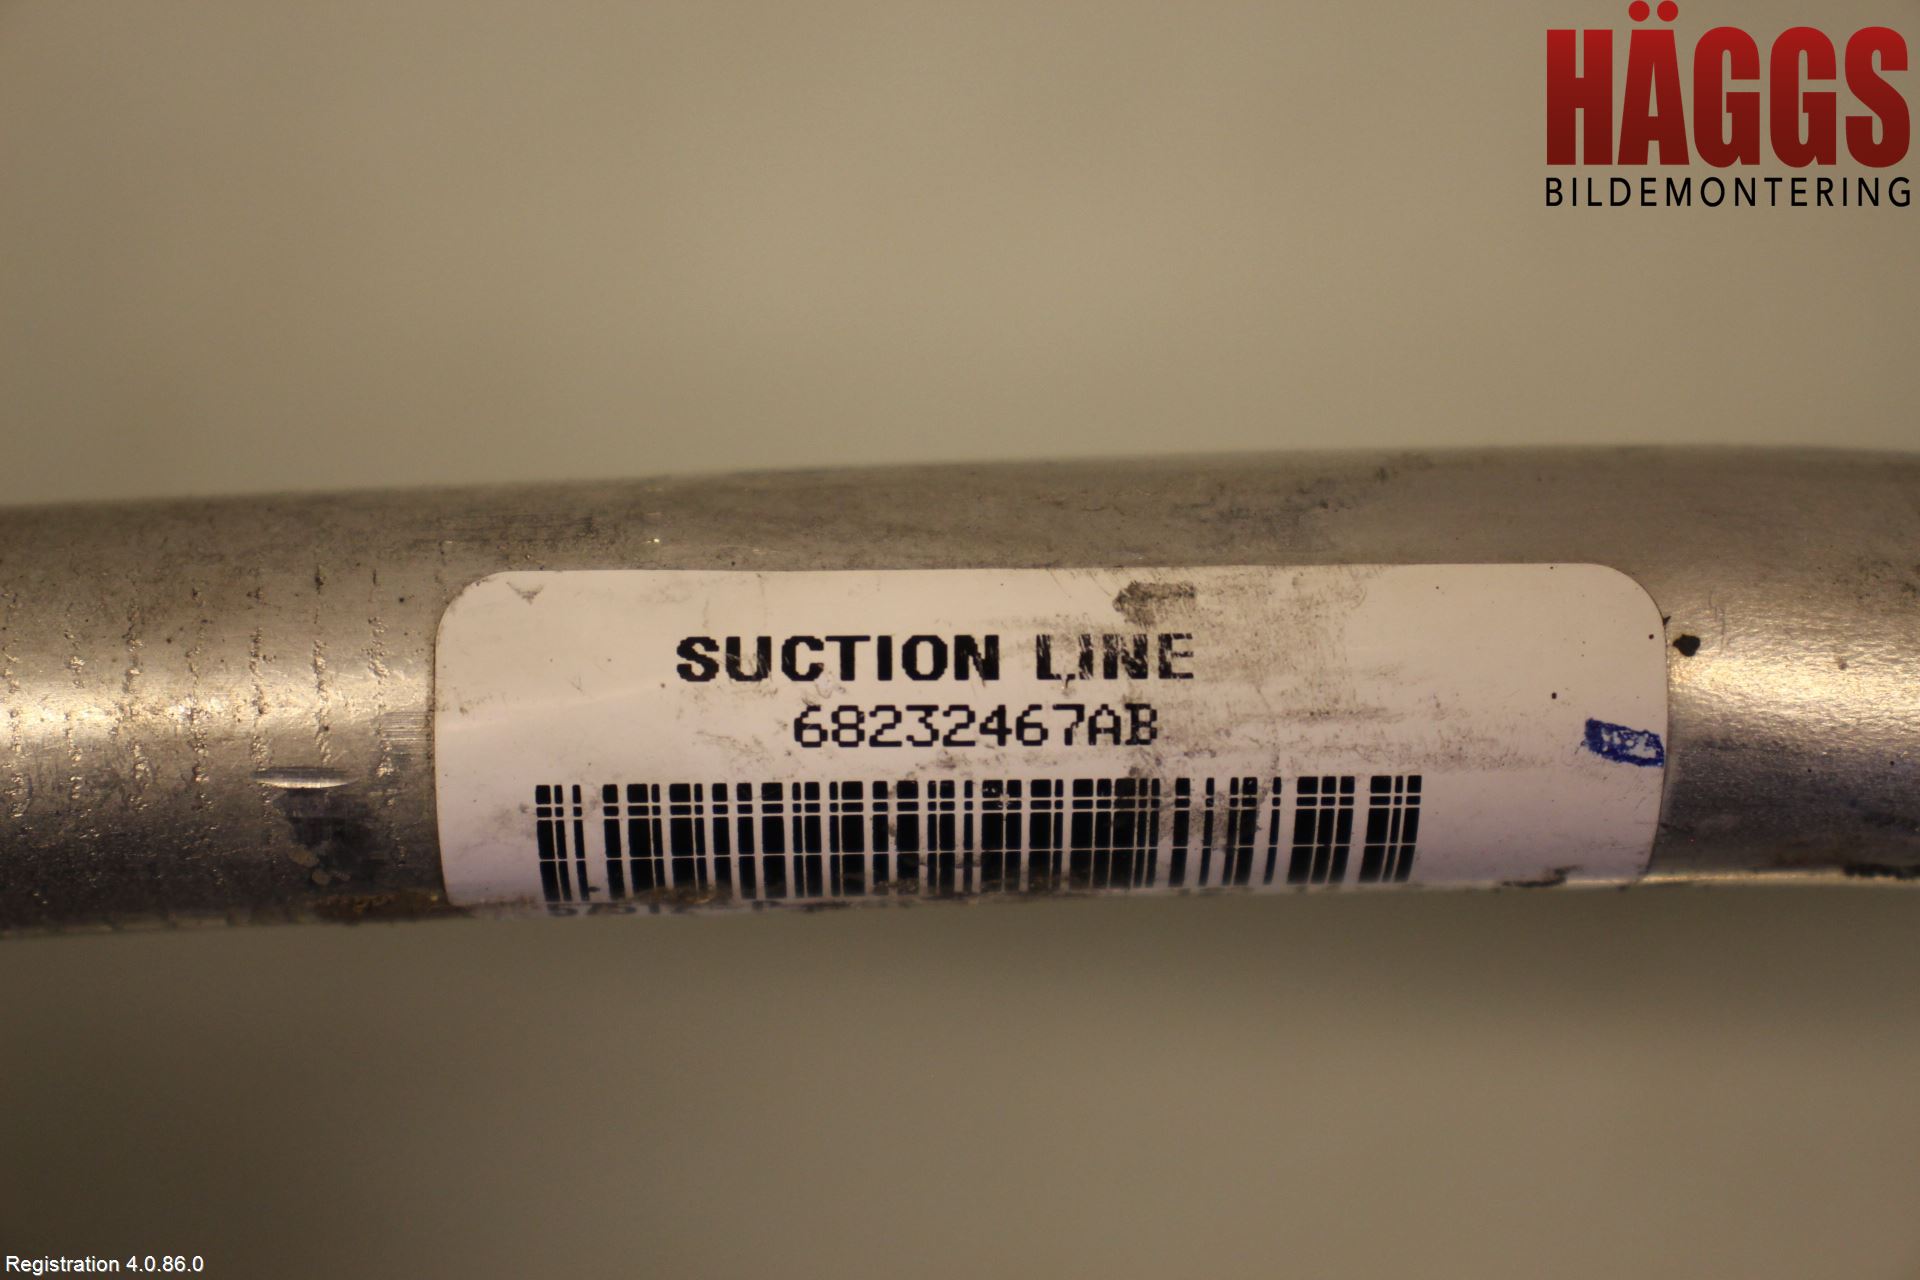 HÄGGS
BILDEMONTERING
SUCTION LINE
68232467AB
Registration 4.0.86.0